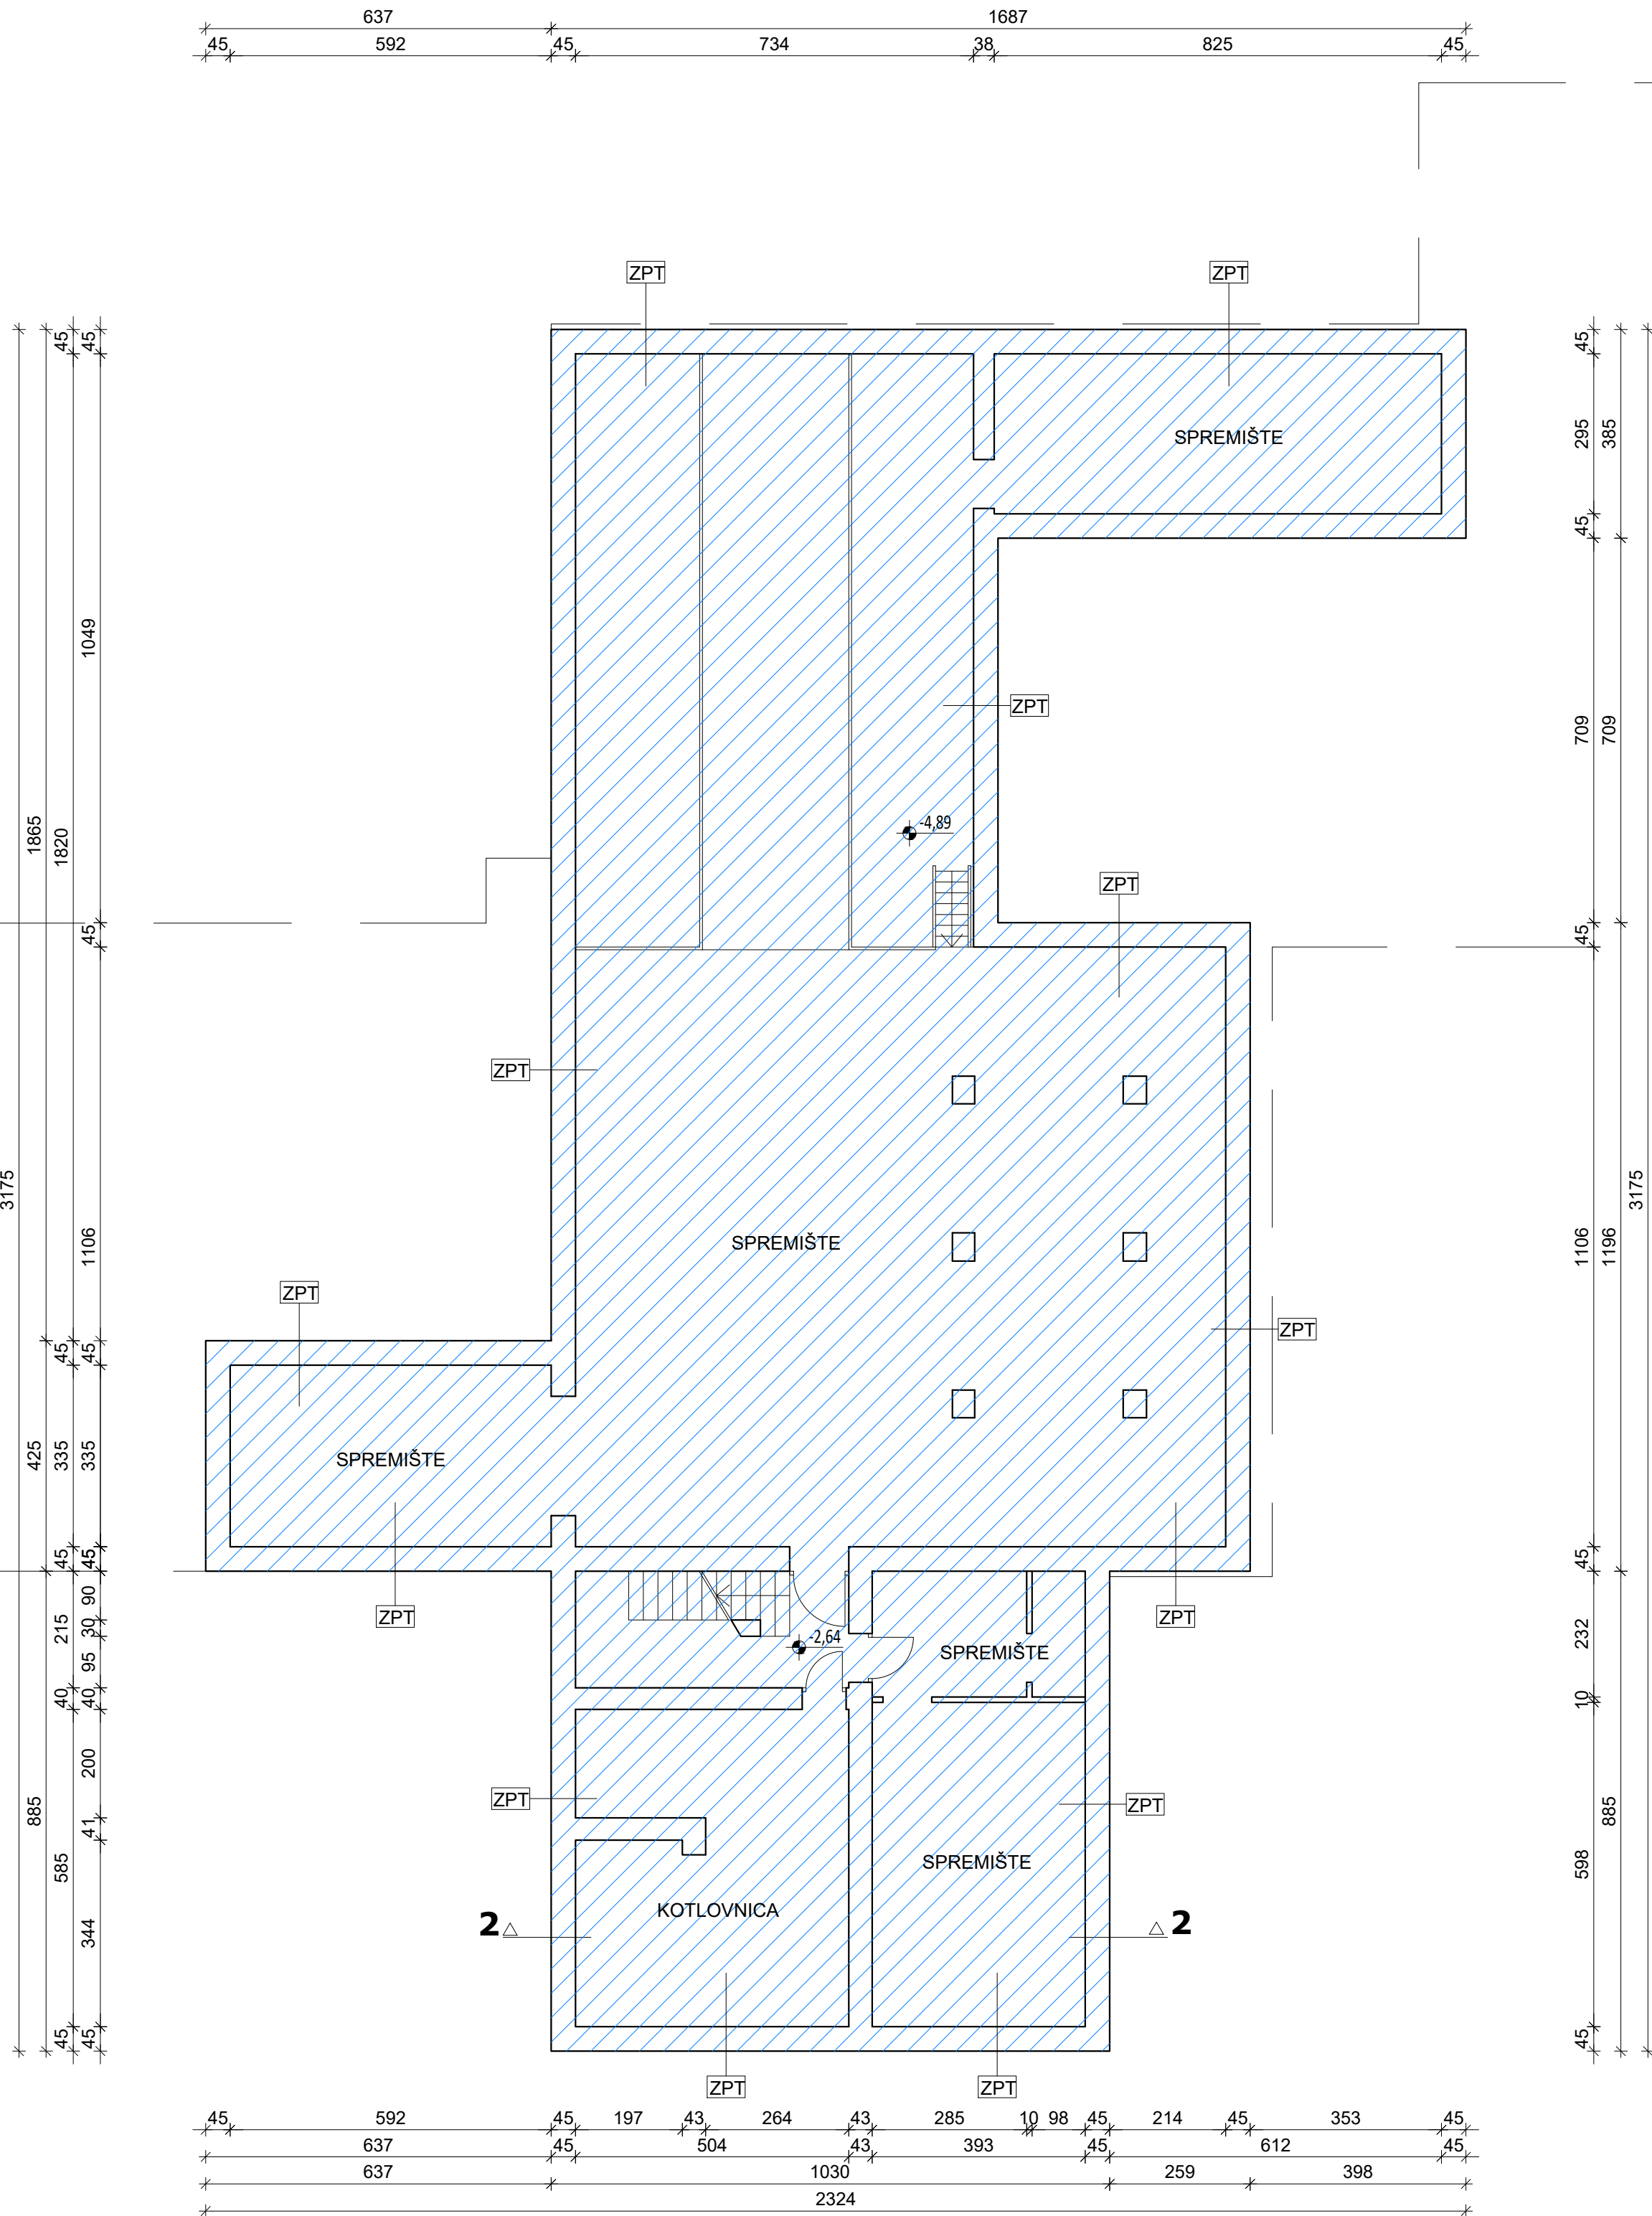 637 1687
45 592 45 734 38 825 45
ZPT ZPT
45 45 45
SPREMIŠTE
295 385
45
1049
ZPT
709 709
-4,89
1865 1820
ZPT
45 45
ZPT
3175 3175
SPREMIŠTE
1106 1106 1196
ZPT
ZPT
45 45
SPREMIŠTE
425 335 335
45 45 45
90
ZPT ZPT
215 30 232
-2,64
SPREMIŠTE
95
40 40 10
200
ZPT ZPT
885 41 885
585 598
SPREMIŠTE
KOTLOVNICA
344
2 2
45 45 45
ZPT ZPT
45 592 45 197 43 264 43 285 10 98 45 214 45 353 45
637 45 504 43 393 45 612 45
637 1030 259 398
2324